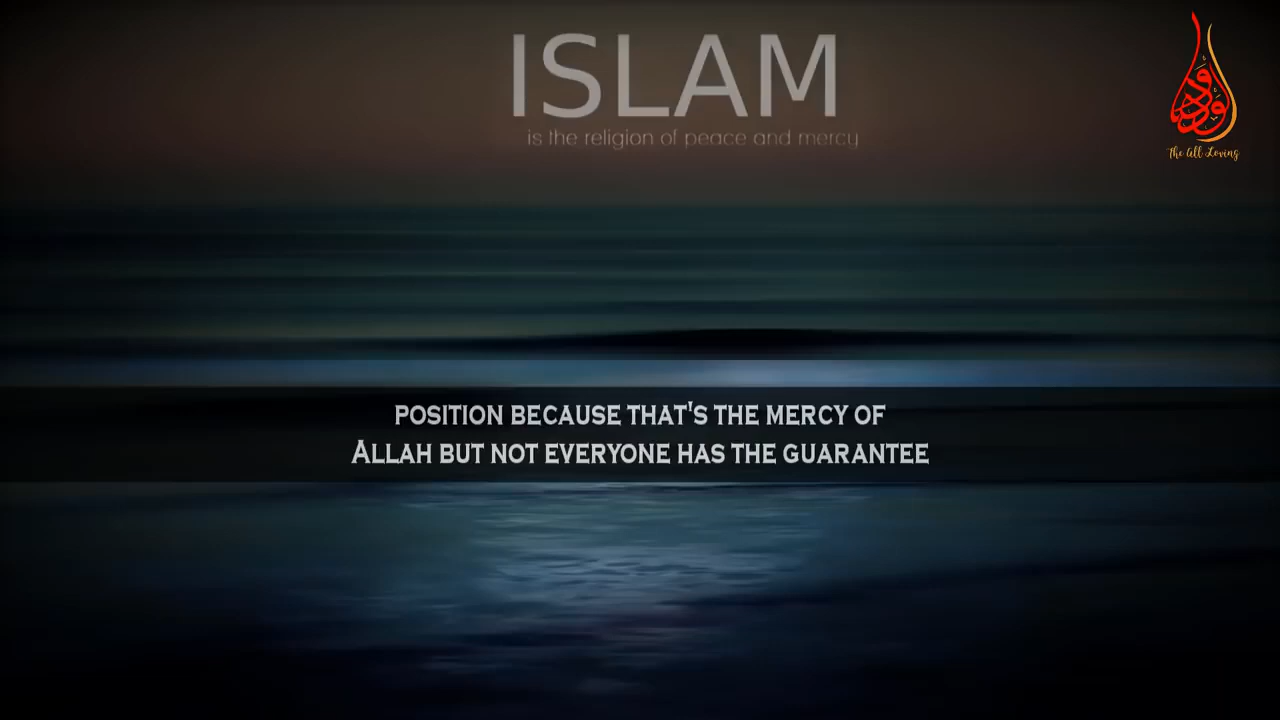 ISLAM
is the religion of peace and mercy
The All Loving
POSITION BECAUSE THAT'S THE MERCY OF
ALLAH BUT NOT EVERYONE HAS THE GUARANTEE